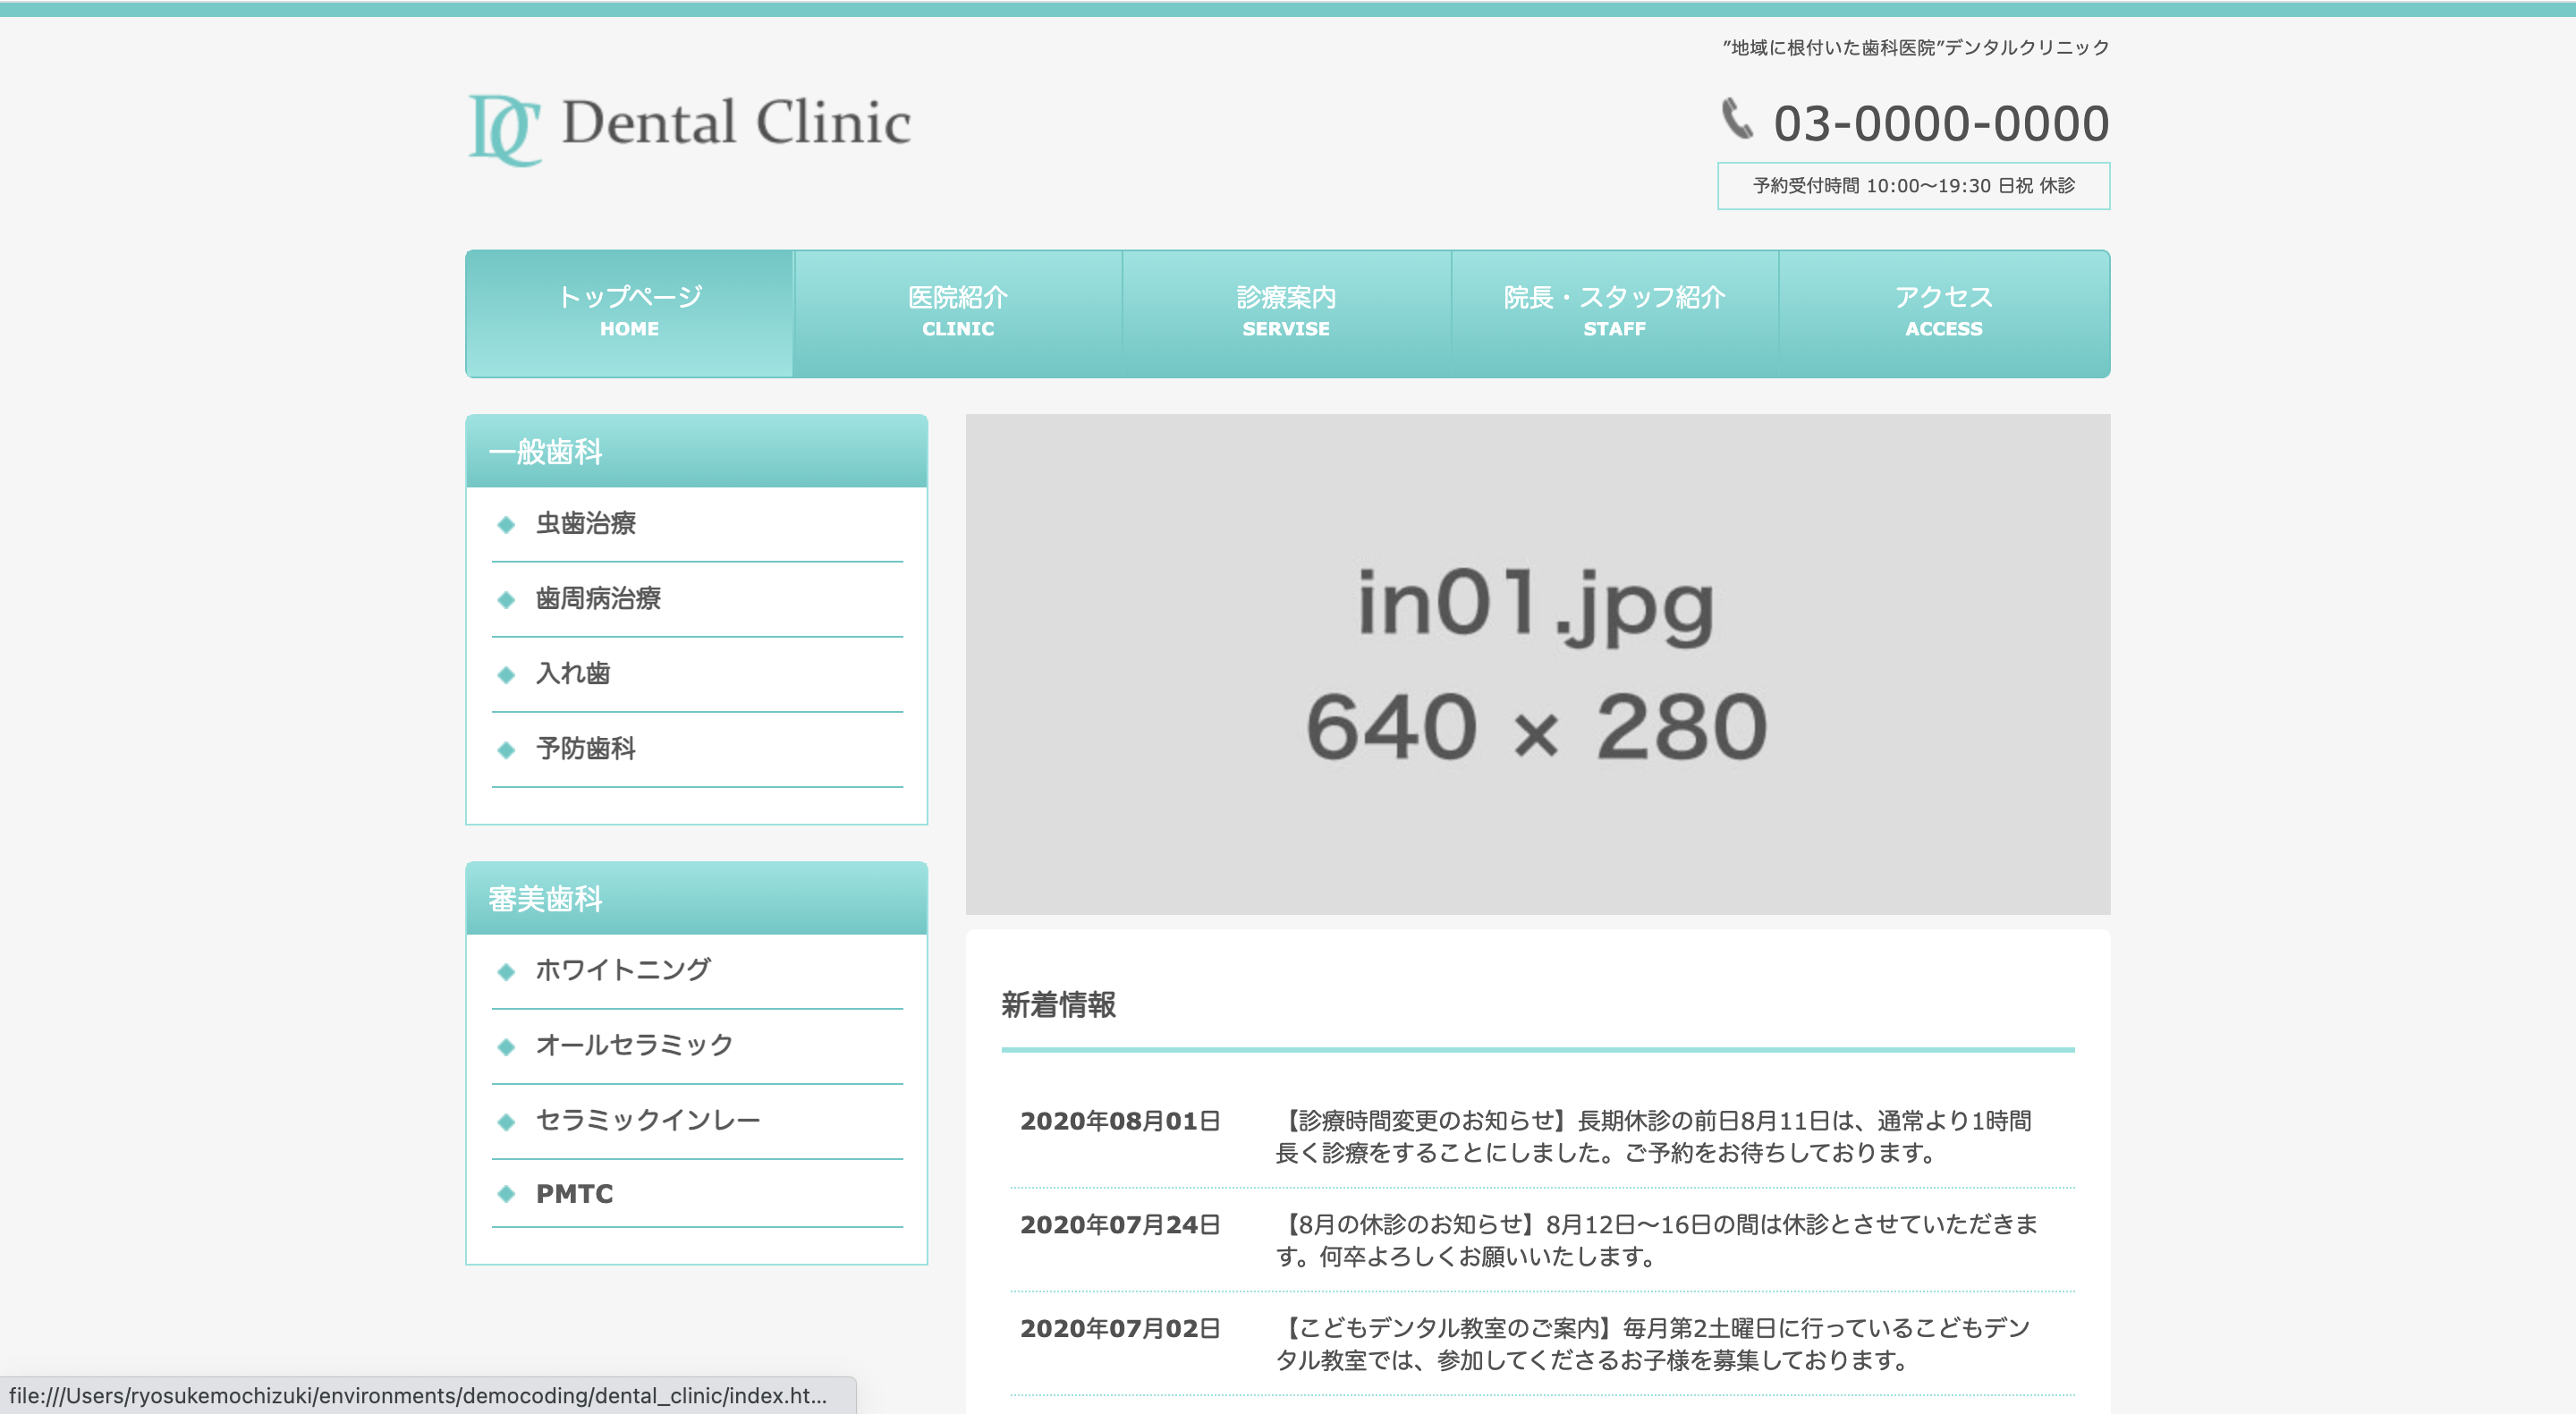 ”地域に根付いた歯科医院”デンタルクリニック
DC Dental Clinic
03-0000-0000
予約受付時間 10:00〜19:30 日祝 休診
トップページ
HOME
医院紹介
CLINIC
診療案内
SERVISE
院長・スタッフ紹介
STAFF
アクセス
ACCESS
一般歯科
虫歯治療
歯周病治療
入れ歯
予防歯科
審美歯科
ホワイトニング
オールセラミック
セラミックインレー
PMTC
in01.jpg
640 × 280
新着情報
2020年08月01日
【診療時間変更のお知らせ】長期休診の前日8月11日は、通常より1時間
長く診療をすることにしました。ご予約をお待ちしております。
2020年07月24日
【8月の休診のお知らせ】8月12日〜16日の間は休診とさせていただきま
す。何卒よろしくお願いいたします。
2020年07月02日
【こどもデンタル教室のご案内】毎月第2土曜日に行っているこどもデン
タル教室では、参加してくださるお子様を募集しております。
file:///Users/ryosukemochizuki/environments/democoding/dental_clinic/index.ht...